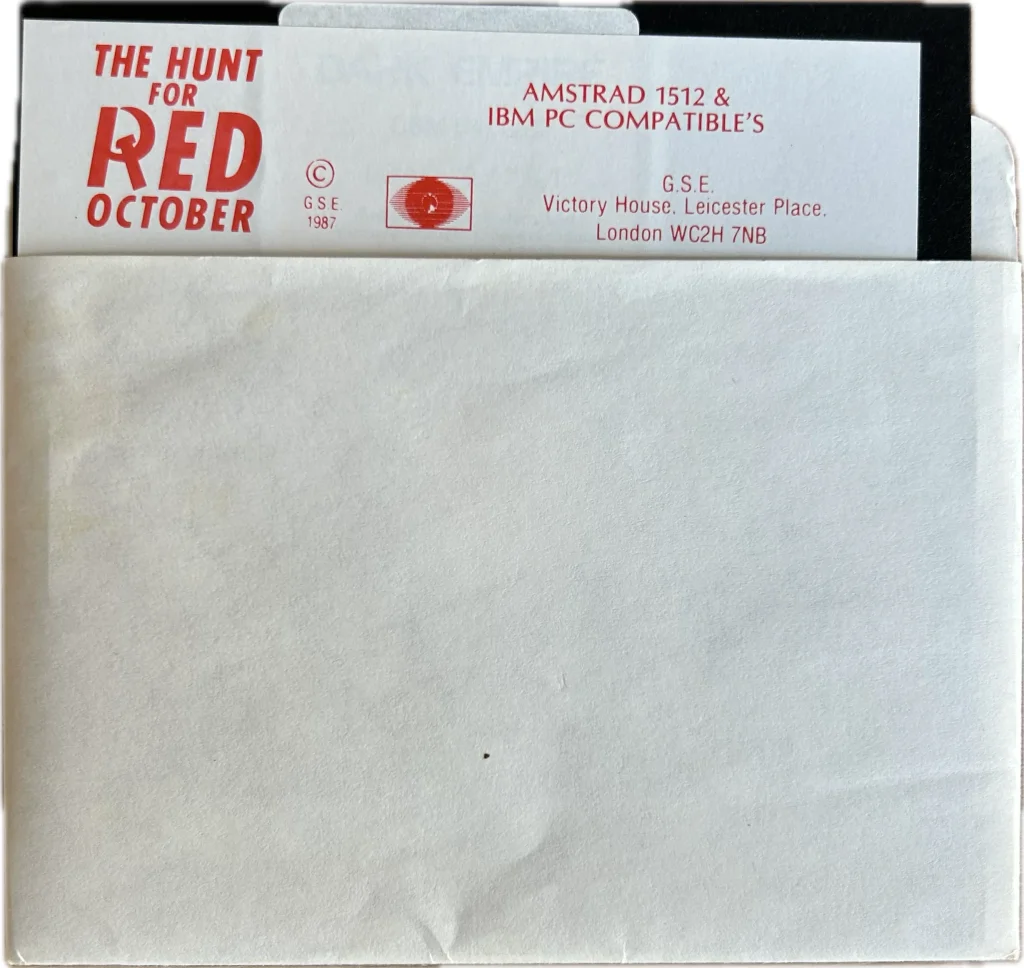 THE HUNT
FOR
RED
OCTOBER
©
G.S.E.
1987
AMSTRAD 1512 &
IBM PC COMPATIBLE'S
G.S.E.
Victory House, Leicester Place,
London WC2H 7NB